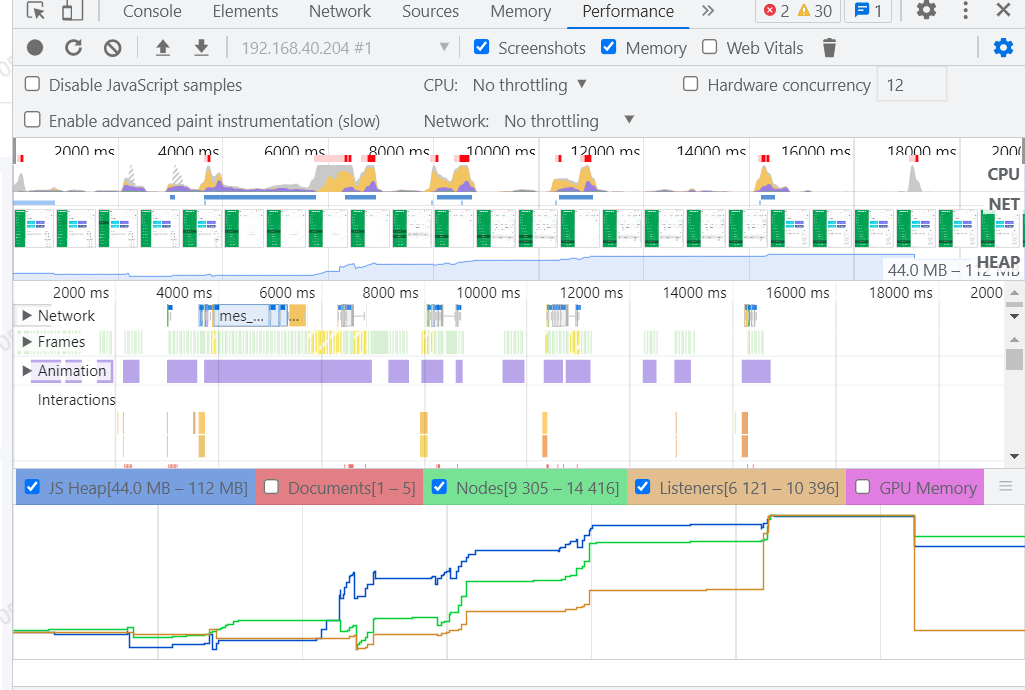 Console Elements Network Sources Memory Performance 2 30 1
192.168.40.204 #1 Screenshots Memory Web Vitals
Disable JavaScript samples CPU: No throttling Hardware concurrency 12
Enable advanced paint instrumentation (slow) Network: No throttling
2000 ms 4000 ms 6000 ms 8000 ms 10000 ms 12000 ms 14000 ms 16000 ms 18000 ms 2000
CPU
NET
HEAP
44.0 MB – 112 MB
2000 ms 4000 ms 6000 ms 8000 ms 10000 ms 12000 ms 14000 ms 16000 ms 18000 ms 2000
Network mes_... ...
Frames
Animation
Interactions
JS Heap[44.0 MB – 112 MB] Documents[1 – 5] Nodes[9 305 – 14 416] Listeners[6 121 – 10 396] GPU Memory